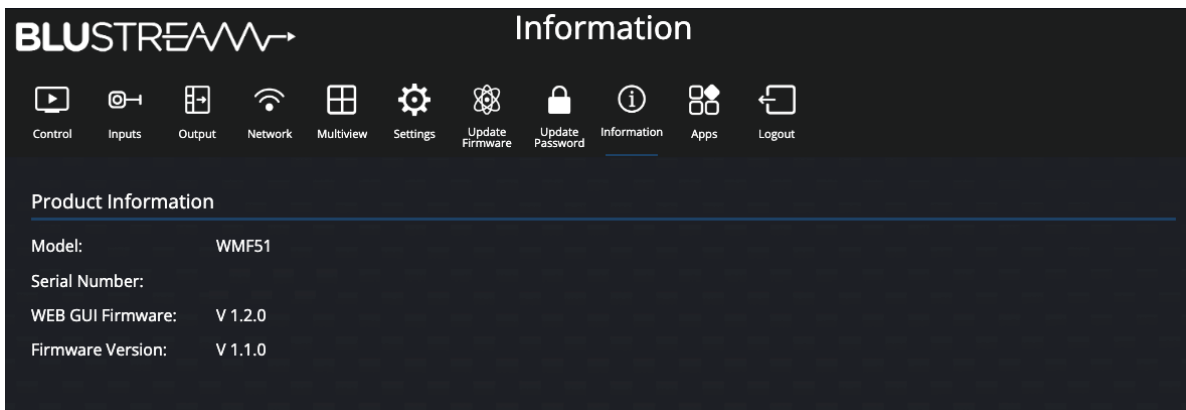 BLUSTREAM
Information
Control
Inputs
Output
Network
Multiview
Settings
Update
Firmware
Update
Password
Information
Apps
Logout
Product Information
Model: WMF51
Serial Number:
WEB GUI Firmware: V 1.2.0
Firmware Version: V 1.1.0